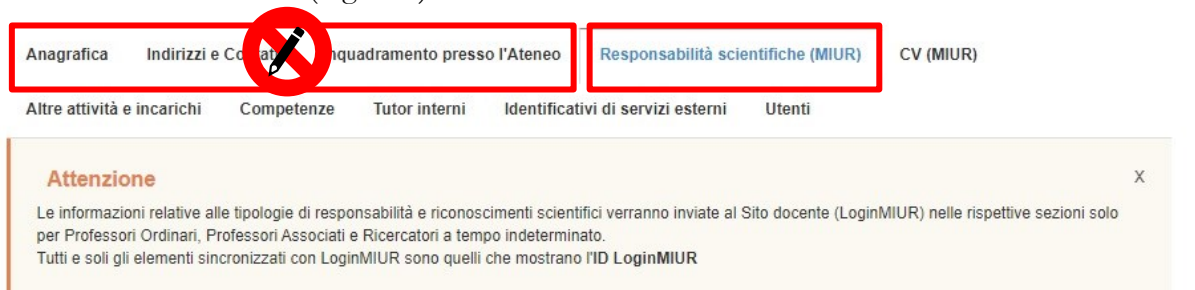 Anagrafica Indirizzi e quadramento presso l'Ateneo Responsabilità scientifiche (MIUR) CV (MIUR)
Altre attività e incarichi Competenze Tutor interni Identificativi di servizi esterni Utenti
Attenzione X
Le informazioni relative alle tipologie di responsabilità e riconoscimenti scientifici verranno inviate al Sito docente (LoginMIUR) nelle rispettive sezioni solo
per Professori Ordinari, Professori Associati e Ricercatori a tempo indeterminato.
Tutti e soli gli elementi sincronizzati con LoginMIUR sono quelli che mostrano l'ID LoginMIUR